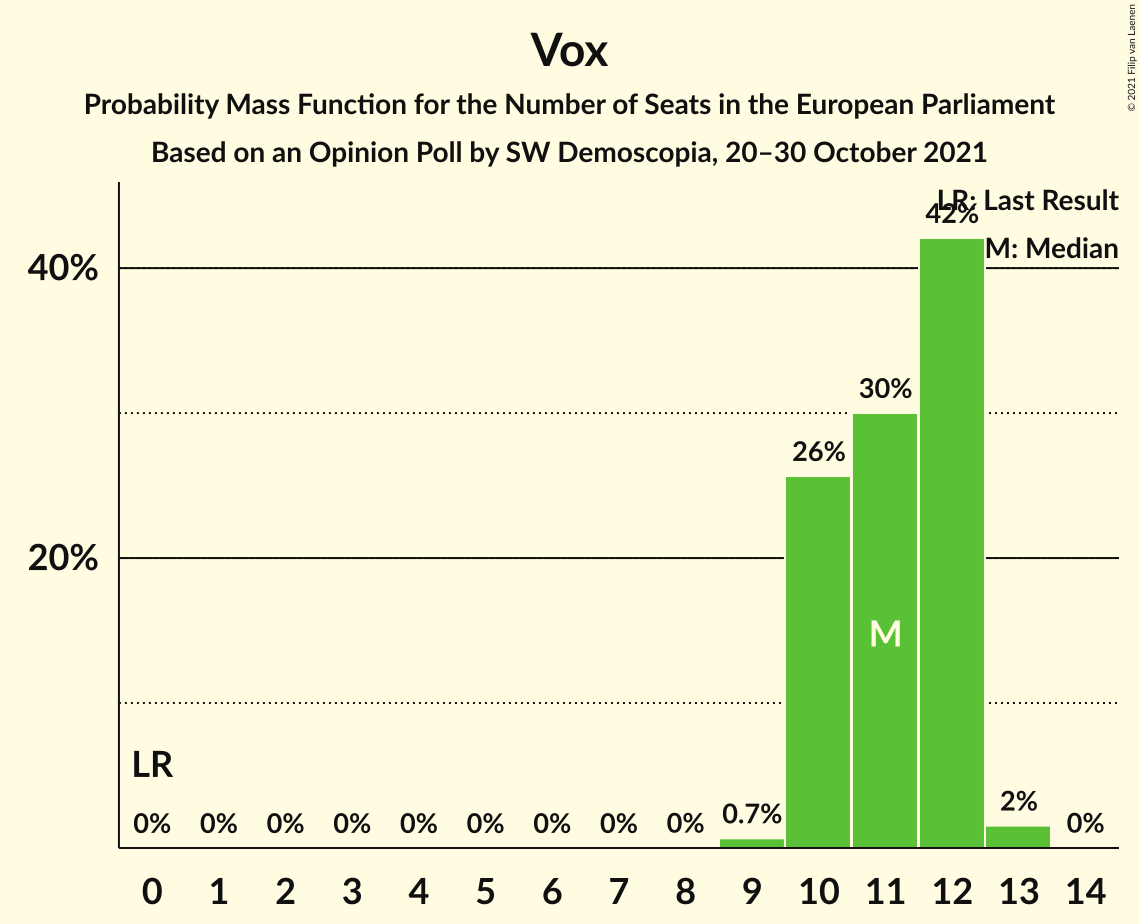 Vox
Probability Mass Function for the Number of Seats in the European Parliament
Based on an Opinion Poll by SW Demoscopia, 20–30 October 2021
© 2021 Filip van Laenen
LR: Last Result
M: Median
40%
20%
42%
30%
26%
M
LR
0% 0% 0% 0% 0% 0% 0% 0% 0% 0.7% 2% 0%
0 1 2 3 4 5 6 7 8 9 10 11 12 13 14